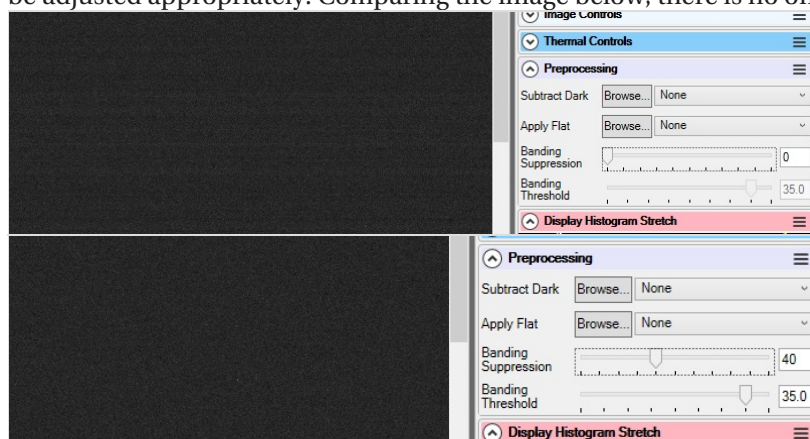 be adjusted appropriately. Comparing the image below, there is no
Image Controls
Thermal Controls
Preprocessing
Subtract Dark Browse... None
Apply Flat Browse... None
Banding
Suppression 0
Banding
Threshold 35.0
Display Histogram Stretch
Preprocessing
Subtract Dark Browse... None
Apply Flat Browse... None
Banding
Suppression 40
Banding
Threshold 35.0
Display Histogram Stretch